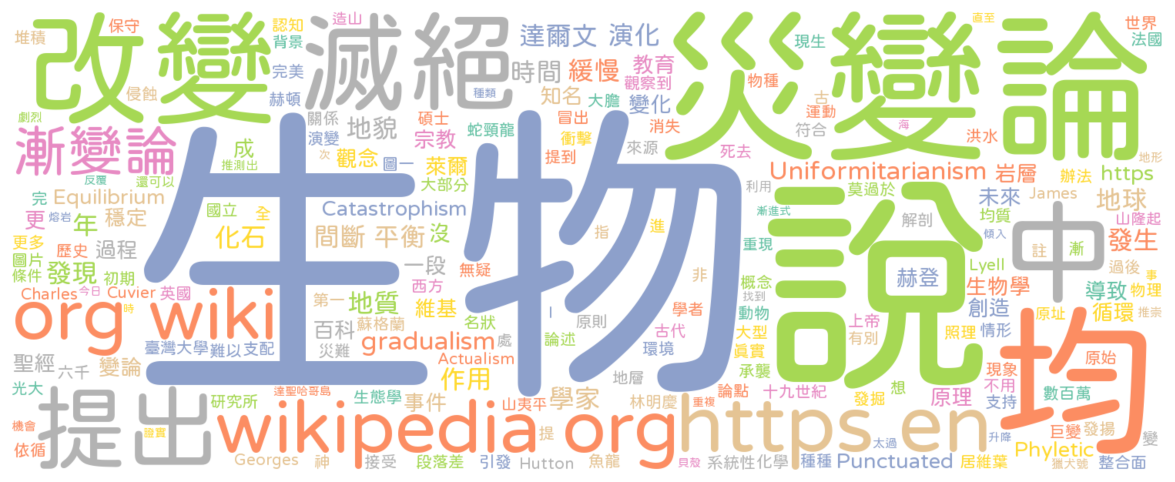 改變
滅絕
災變論
生物
說
中
均
提出
漸變論
org wiki
wikipedia org
https en
達爾文 演化
時間
緩慢
教育
觀察到
變化
知名
大膽
物種
現生
古
運動
符合
世界
法國
直至
造山
保守
認知
背景
堆積
完美
侵蝕
赫頓
劇烈
種類
關係
演變
地貌
碩士
宗教
蛇頸龍
冒出
衝擊
提到
消失
來源
死去
洪水
海
地形
成
推測出
觀念
圖一
萊爾
大部分
次
反覆
還可以
Uniformitarianism
岩層
辦法
https
完
Equilibrium
更
年
穩定
熔岩
國立
全
Catastrophism
利用
莫過於
未來
James
地球
漸進式
解剖
均質
山隆起
更多
歷史
過程
化石
間斷 平衡
沒
指
進
重現
傾入
註
漸
發生
圖片
條件
發現
初期
一段
無疑
非
概念
找到
赫登
Lyell
生物學
過後
事
導致
物理
Charles
今日
Cuvier
英國
時
第一
地質
西方
維基
學者
動物
創造
循環
推崇
百科
蘇格蘭
名狀
處
I
原則
古代
大型
上帝
照理
情形
原址
臺灣大學
難以
支配
災難
gradualism
論述
環境
真實
有別
聖經
六千
變論
Actualism
地層
承襲
想
現象
原始
光大
達聖哈哥島
生態學
作用
論點
十九世紀
發掘
原理
不用
支持
數百萬
機會
研究所
事件
山夷平
學家
林明慶
重複
巨變
發揚
變
依循
證實
提
太過
升降
Phyletic
Georges
神
接受
段落差
引發
Hutton
魚龍
貝殼
系統性化學
種種
Punctuated
居維葉
獵犬號
整合面